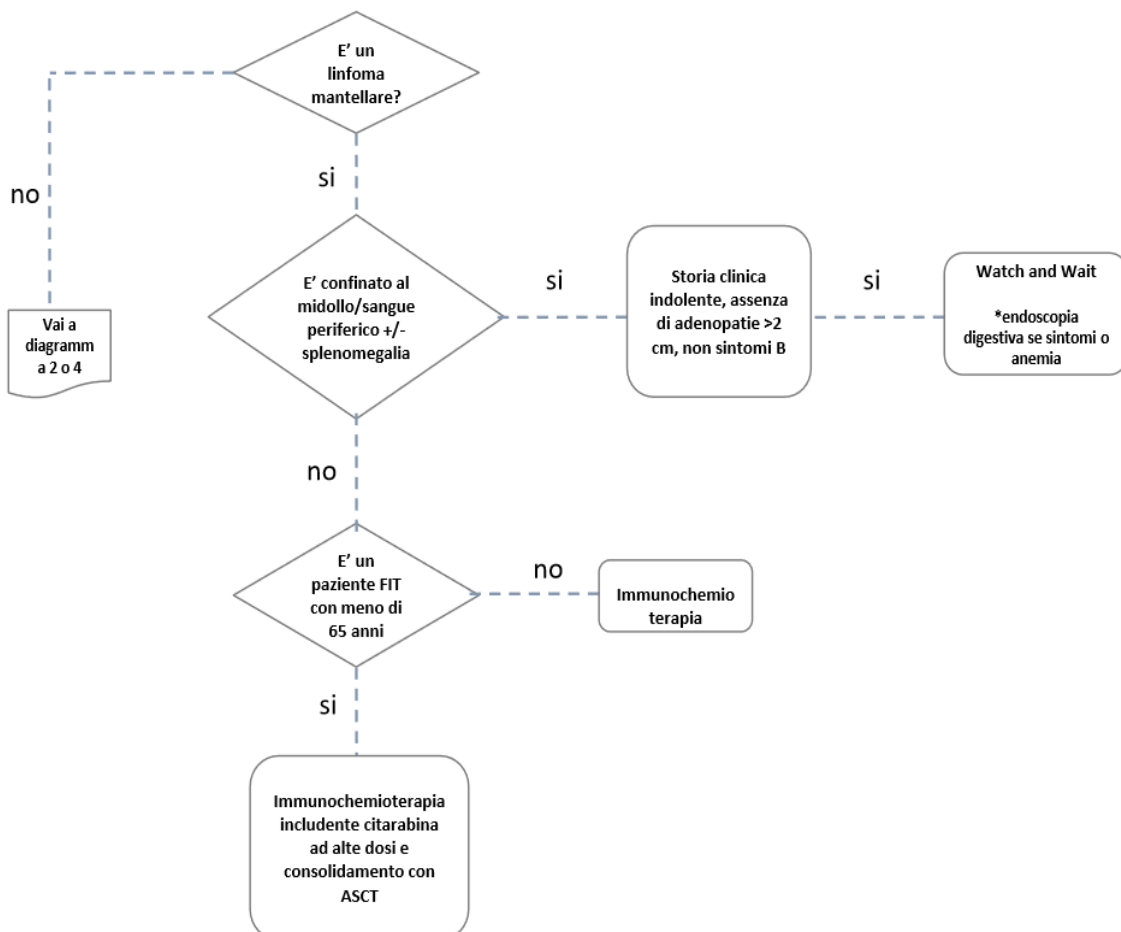 E’ un
linfoma
mantellare?
no
si
Vai a
diagramm
a 2 o 4
E’ confinato al
midollo/sangue
periferico +/-
splenomegalia
si
Storia clinica
indolente, assenza
di adenopatie >2
cm, non sintomi B
si
Watch and Wait
*endoscopia
digestiva se sintomi o
anemia
no
E’ un
paziente FIT
con meno di
65 anni
no
Immunochemio
terapia
si
Immunochemioterapia
includente citarabina
ad alte dosi e
consolidamento con
ASCT